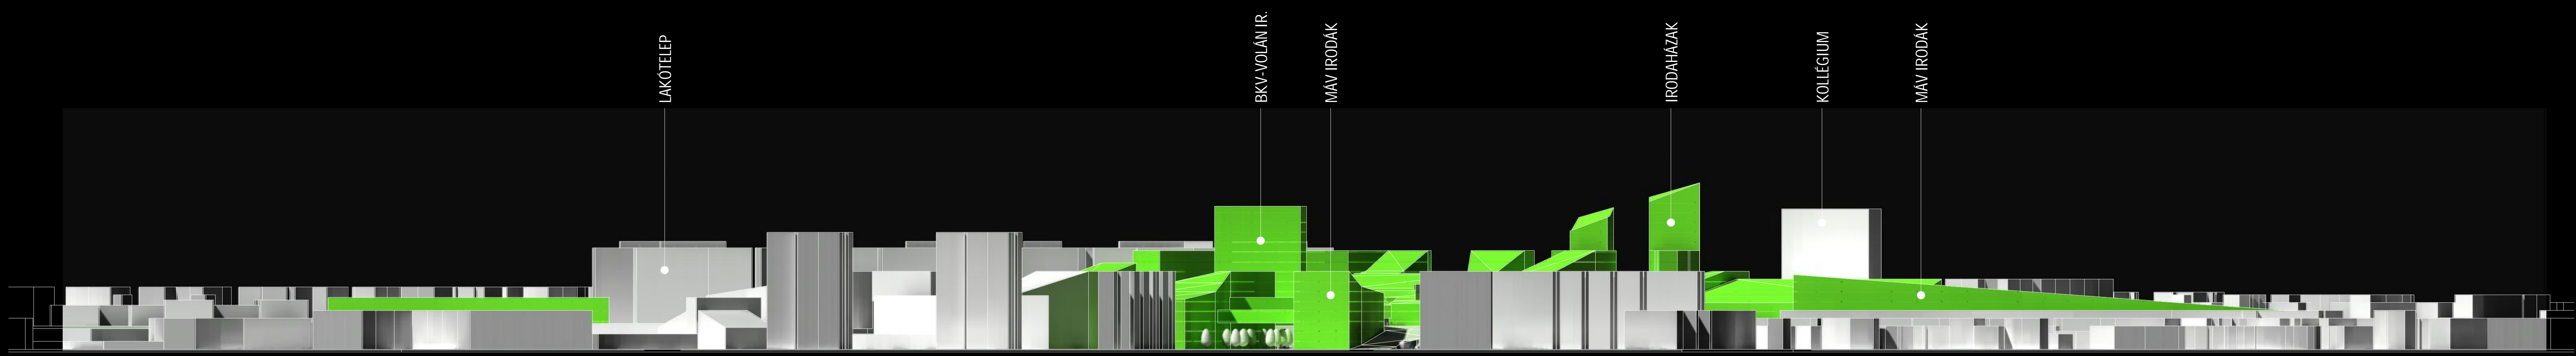 LAKÓTELEP
BKV-VOLÁN IR.
MÁV IRODÁK
IRODAHÁZAK
KOLLÉGIUM
MÁV IRODÁK